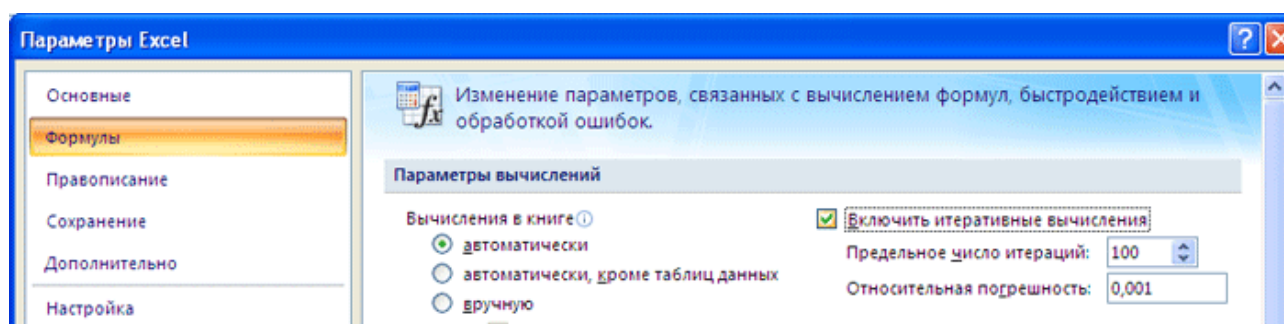 Параметры Excel
Основные
Формулы
Правописание
Сохранение
Дополнительно
Настройка
Изменение параметров, связанных с вычислением формул, быстродействием и
обработкой ошибок.
Параметры вычислений
Вычисления в книге
автоматически
автоматически, кроме таблиц данных
вручную
Включить итеративные вычисления
Предельное число итераций: 100
Относительная погрешность: 0,001